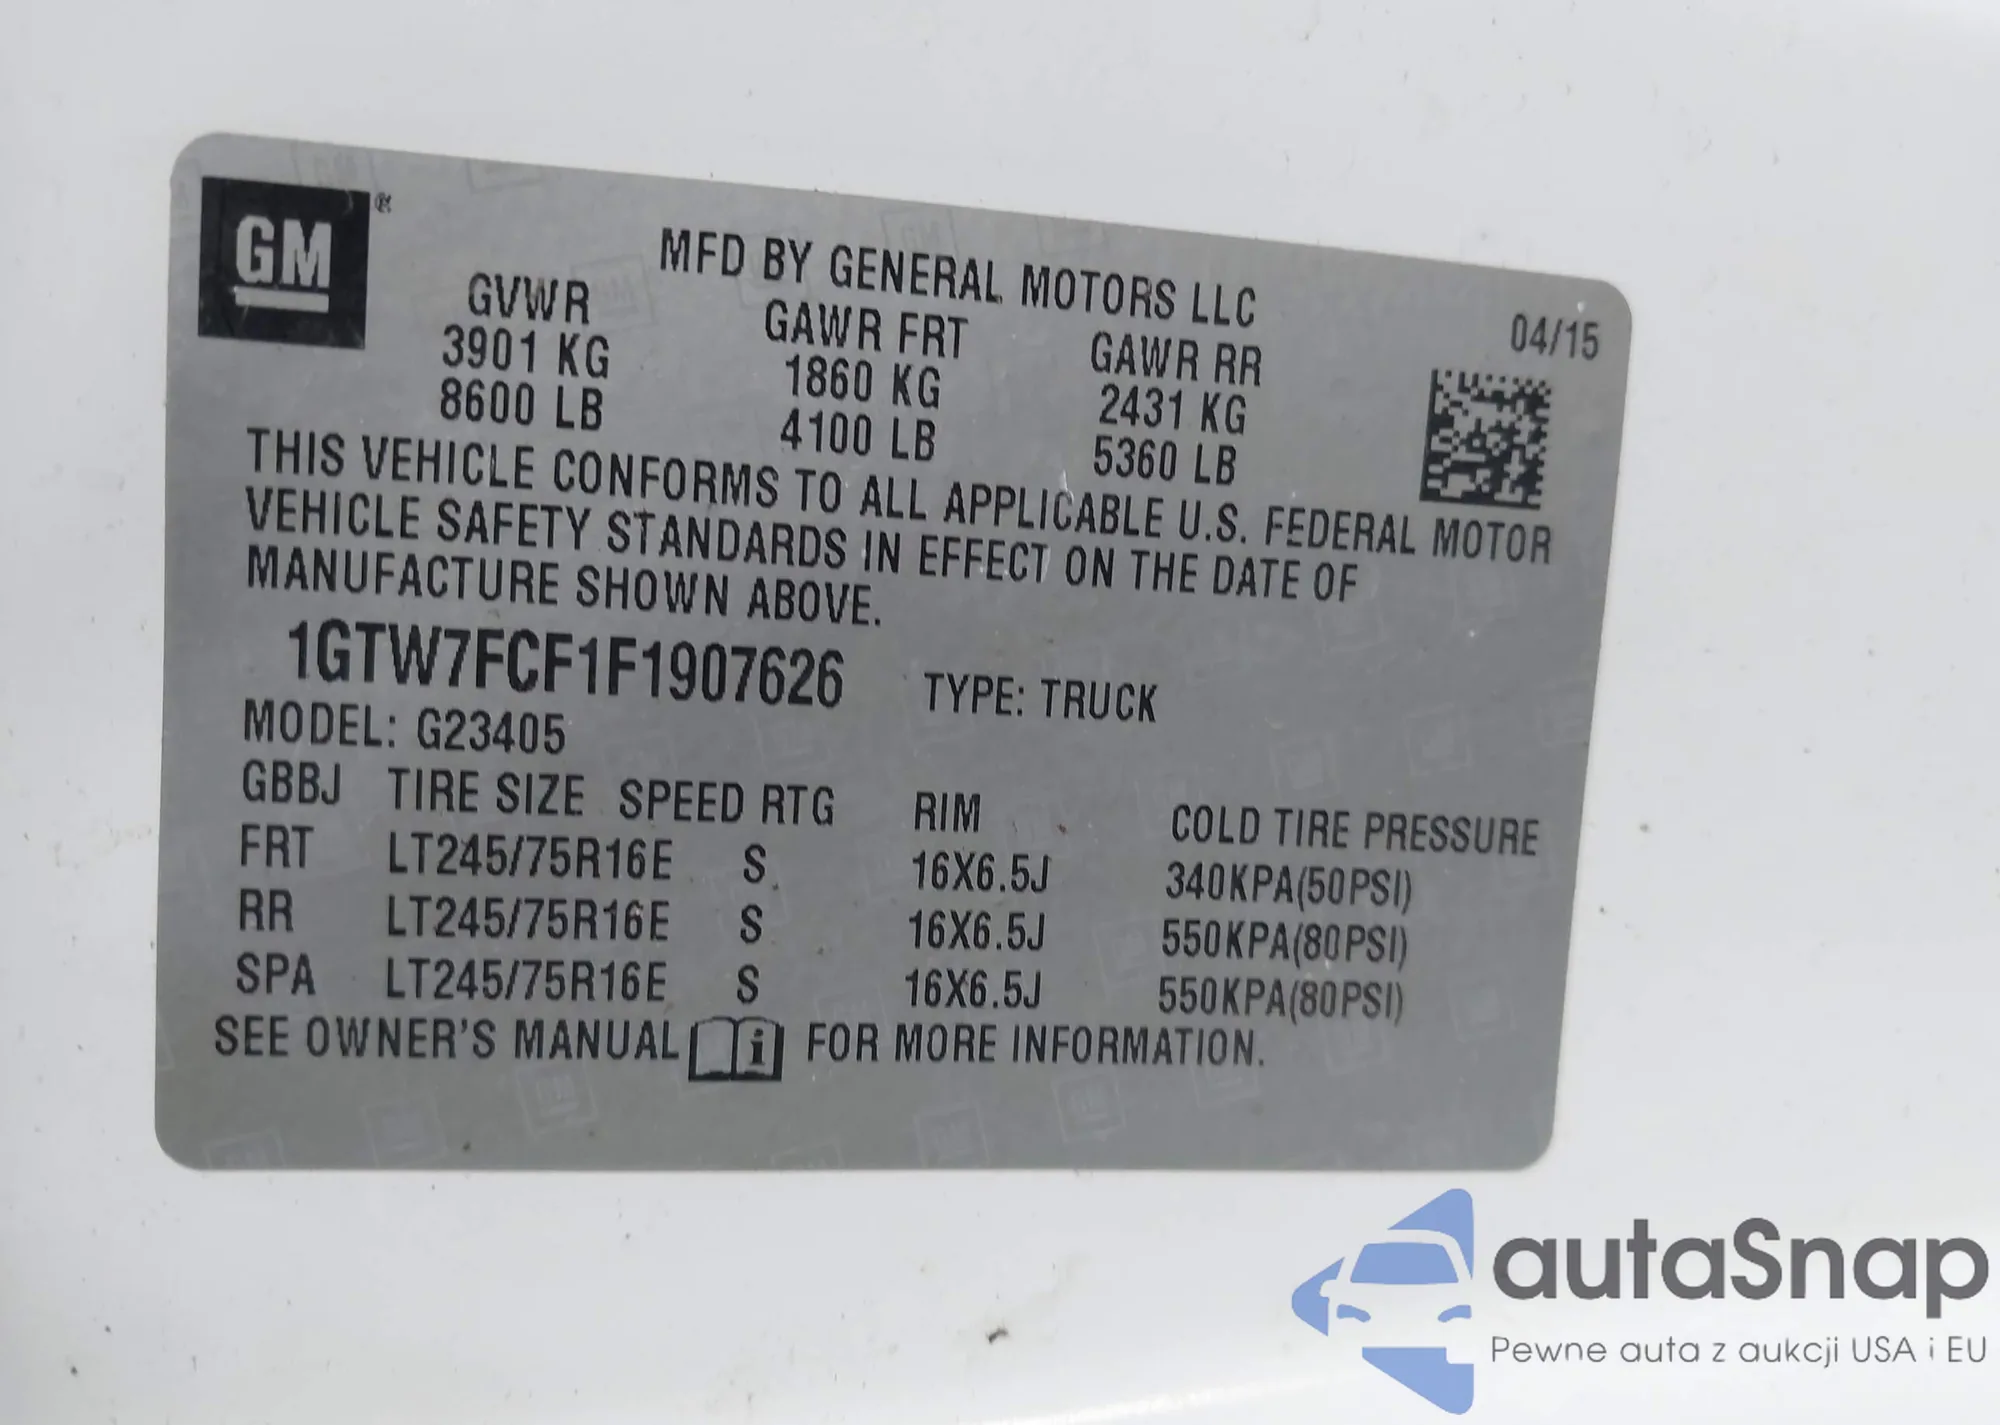 GM®
MFD BY GENERAL MOTORS LLC
04/15
GVWR GAWR FRT GAWR RR
3901 KG 1860 KG 2431 KG
8600 LB 4100 LB 5360 LB
THIS VEHICLE CONFORMS TO ALL APPLICABLE U.S. FEDERAL MOTOR
VEHICLE SAFETY STANDARDS IN EFFECT ON THE DATE OF
MANUFACTURE SHOWN ABOVE.
1GTW7FCF1F1907626 TYPE: TRUCK
MODEL: G23405
GBBJ TIRE SIZE SPEED RTG RIM COLD TIRE PRESSURE
FRT LT245/75R16E S 16X6.5J 340KPA(50PSI)
RR LT245/75R16E S 16X6.5J 550KPA(80PSI)
SPA LT245/75R16E S 16X6.5J 550KPA(80PSI)
SEE OWNER'S MANUAL i FOR MORE INFORMATION.
autaSnap
Pewne auta z aukcji USA i EU